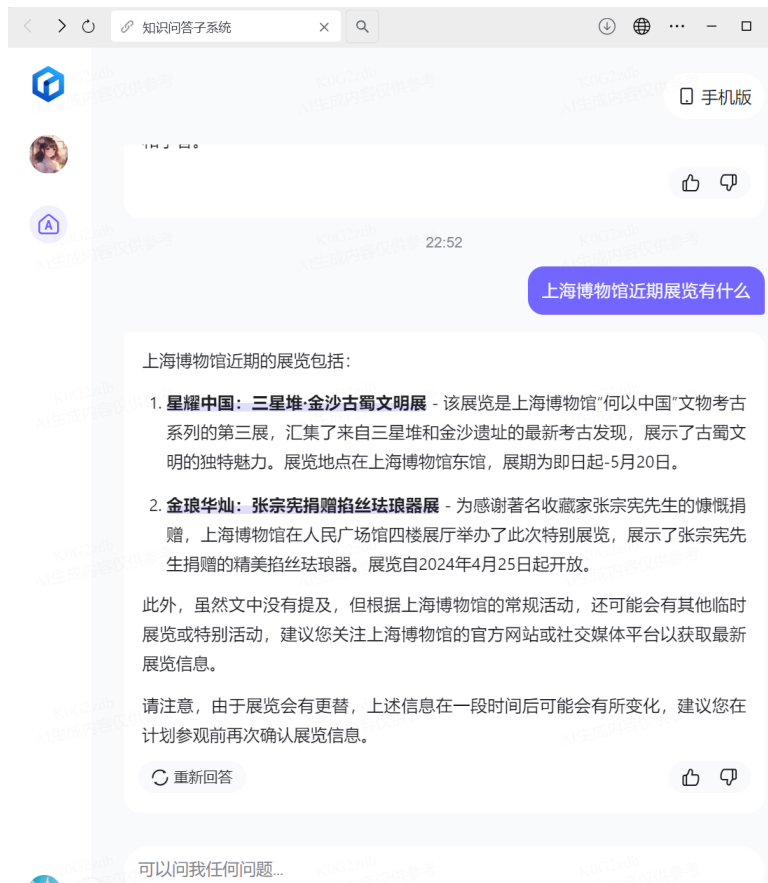 知识问答子系统
手机版
22:52
上海博物馆近期展览有什么
上海博物馆近期的展览包括：
1. 星耀中国：三星堆·金沙古蜀文明展 - 该展览是上海博物馆“何以中国”文物考古
系列的第三展，汇集了来自三星堆和金沙遗址的最新考古发现，展示了古蜀文
明的独特魅力。展览地点在上海博物馆东馆，展期为即日起-5月20日。
2. 金琅华灿：张宗宪捐赠掐丝珐琅器展 - 为感谢著名收藏家张宗宪先生的慷慨捐
赠，上海博物馆在人民广场馆四楼展厅举办了此次特别展览，展示了张宗宪先
生捐赠的精美掐丝珐琅器。展览自2024年4月25日起开放。
此外，虽然文中没有提及，但根据上海博物馆的常规活动，还可能会有其他临时
展览或特别活动，建议您关注上海博物馆的官方网站或社交媒体平台以获取最新
展览信息。
请注意，由于展览会有更替，上述信息在一段时间后可能会有所变化，建议您在
计划参观前再次确认展览信息。
重新回答
可以问我任何问题...